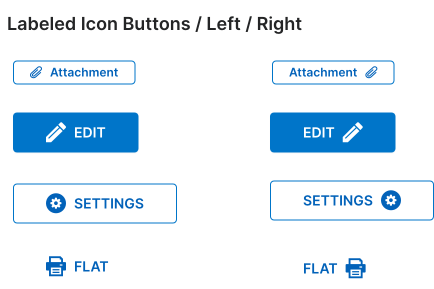 Labeled Icon Buttons / Left / Right
Attachment
Attachment
EDIT
EDIT
SETTINGS
SETTINGS
FLAT
FLAT